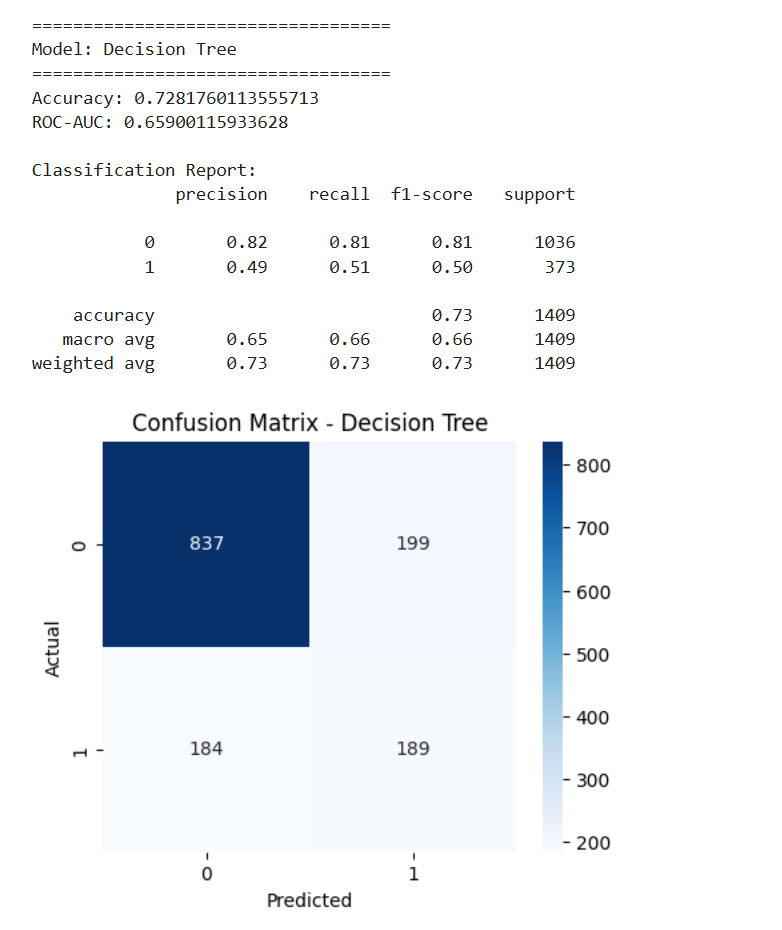 ===================================
Model: Decision Tree
===================================
Accuracy: 0.7281760113555713
ROC-AUC: 0.65900115933628
Classification Report:
precision recall f1-score support
0 0.82 0.81 0.81 1036
1 0.49 0.51 0.50 373
accuracy 0.73 1409
macro avg 0.65 0.66 0.66 1409
weighted avg 0.73 0.73 0.73 1409
Confusion Matrix - Decision Tree
800
700
600
500
400
300
200
Actual
0
837 199
1
184 189
0 1
Predicted